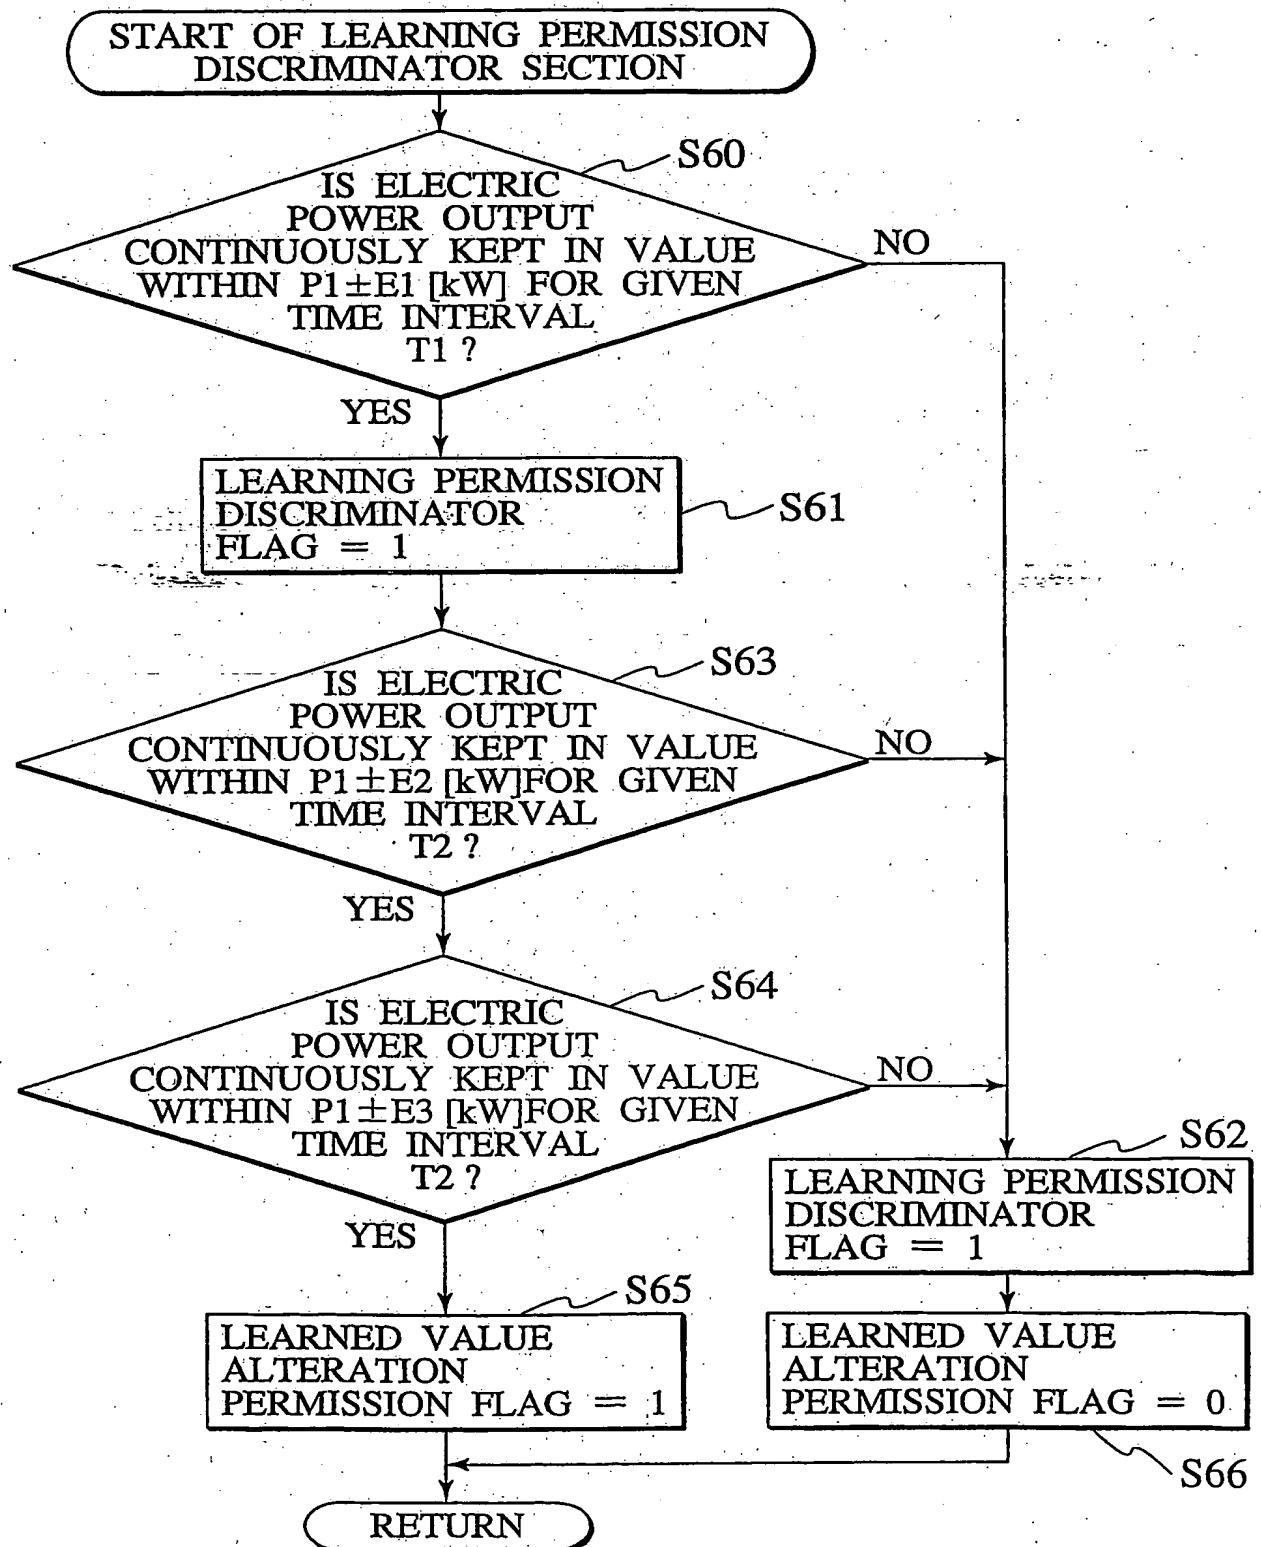 START OF LEARNING PERMISSION
DISCRIMINATOR SECTION
S60
IS ELECTRIC
POWER OUTPUT
CONTINUOUSLY KEPT IN VALUE
WITHIN P1±E1 [kW] FOR GIVEN
TIME INTERVAL
T1 ?
NO
YES
LEARNING PERMISSION
DISCRIMINATOR
FLAG = 1
S61
S63
IS ELECTRIC
POWER OUTPUT
CONTINUOUSLY KEPT IN VALUE
WITHIN P1±E2 [kW]FOR GIVEN
TIME INTERVAL
T2 ?
NO
YES
S64
IS ELECTRIC
POWER OUTPUT
CONTINUOUSLY KEPT IN VALUE
WITHIN P1±E3 [kW]FOR GIVEN
TIME INTERVAL
T2 ?
NO
YES
S62
LEARNING PERMISSION
DISCRIMINATOR
FLAG = 1
S65
LEARNED VALUE
ALTERATION
PERMISSION FLAG = 1
LEARNED VALUE
ALTERATION
PERMISSION FLAG = 0
S66
RETURN